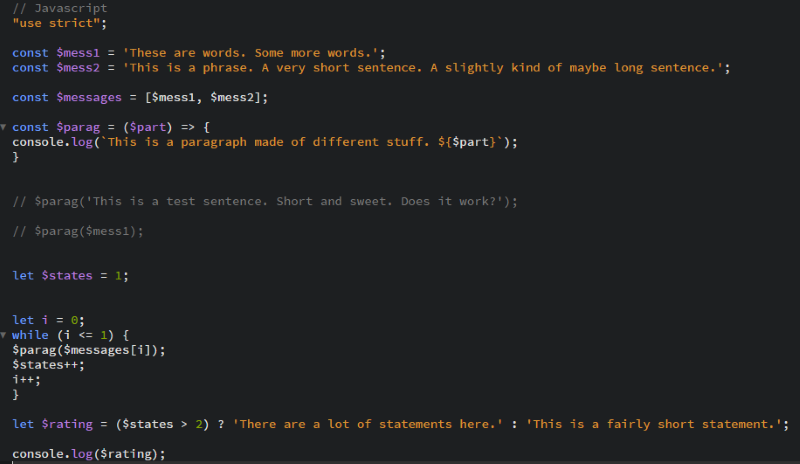 // Javascript
"use strict";
const $mess1 = 'These are words. Some more words.';
const $mess2 = 'This is a phrase. A very short sentence. A slightly kind of maybe long sentence.';
const $messages = [$mess1, $mess2];
const $parag = ($part) => {
console.log(`This is a paragraph made of different stuff. ${$part}`);
}
// $parag('This is a test sentence. Short and sweet. Does it work?');
// $parag($mess1);
let $states = 1;
let i = 0;
while (i <= 1) {
$parag($messages[i]);
$states++;
i++;
}
let $rating = ($states > 2) ? 'There are a lot of statements here.' : 'This is a fairly short statement.';
console.log($rating);